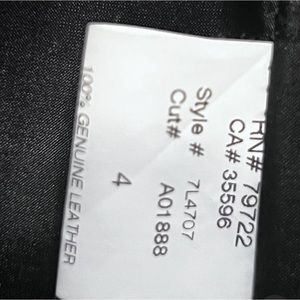 RN# 79722
CA# 35596
Style # 7L4707
Cut# A01888
4
100% GENUINE LEATHER